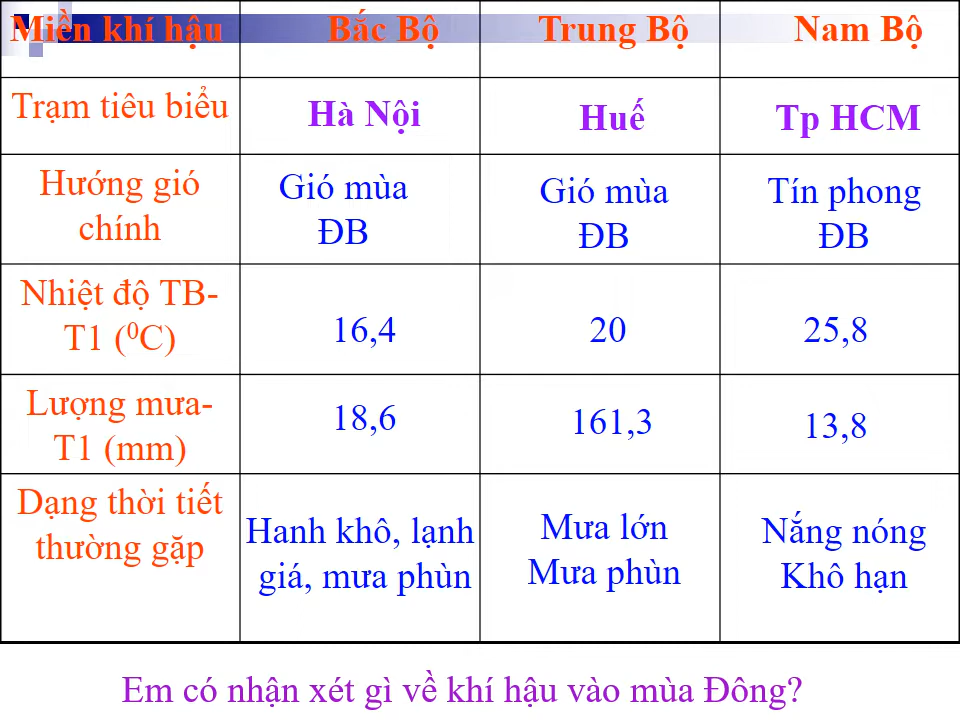 Miền khí hậu
Bắc Bộ
Trung Bộ
Nam Bộ
Trạm tiêu biểu
Hà Nội
Huế
Tp HCM
Hướng gió
chính
Gió mùa
ĐB
Gió mùa
ĐB
Tín phong
ĐB
Nhiệt độ TB-
T1 (⁰C)
16,4
20
25,8
Lượng mưa-
T1 (mm)
18,6
161,3
13,8
Dạng thời tiết
thường gặp
Hanh khô, lạnh
giá, mưa phùn
Mưa lớn
Mưa phùn
Nắng nóng
Khô hạn
Em có nhận xét gì về khí hậu vào mùa Đông?